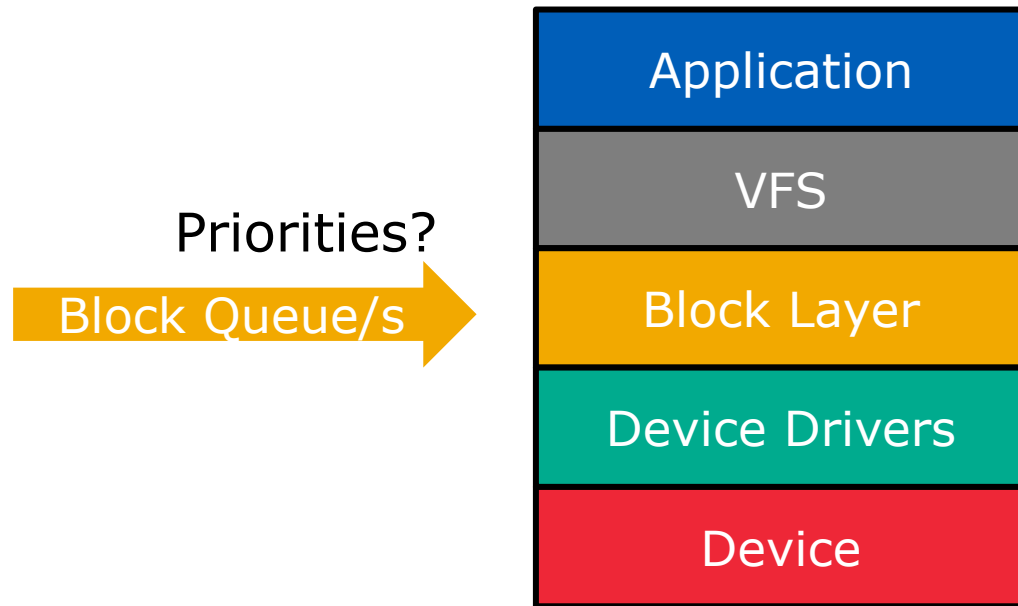 Priorities?
Block Queue/s
Application
VFS
Block Layer
Device Drivers
Device